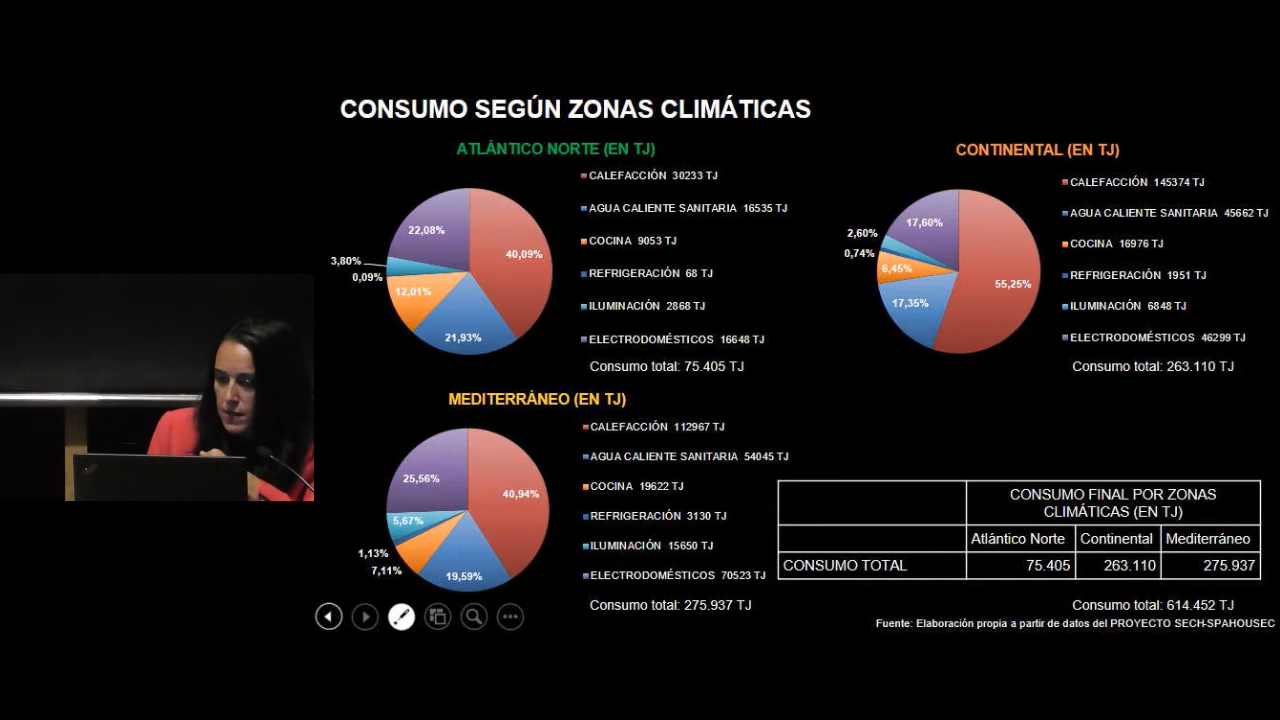 CONSUMO SEGÚN ZONAS CLIMÁTICAS
ATLÁNTICO NORTE (EN TJ)
22,08%
40,09%
3,80%
0,09%
12,01%
21,93%
CALEFACCIÓN 30233 TJ
AGUA CALIENTE SANITARIA 16535 TJ
COCINA 9053 TJ
REFRIGERACIÓN 68 TJ
ILUMINACIÓN 2868 TJ
ELECTRODOMÉSTICOS 16648 TJ
Consumo total: 75.405 TJ
CONTINENTAL (EN TJ)
17,60%
2,60%
0,74%
6,45%
55,25%
17,35%
CALEFACCIÓN 145374 TJ
AGUA CALIENTE SANITARIA 45662 TJ
COCINA 16976 TJ
REFRIGERACIÓN 1951 TJ
ILUMINACIÓN 6848 TJ
ELECTRODOMÉSTICOS 46299 TJ
Consumo total: 263.110 TJ
MEDITERRÁNEO (EN TJ)
25,56%
40,94%
5,67%
1,13%
7,11%
19,59%
CALEFACCIÓN 112967 TJ
AGUA CALIENTE SANITARIA 54045 TJ
COCINA 19622 TJ
REFRIGERACIÓN 3130 TJ
ILUMINACIÓN 15650 TJ
ELECTRODOMÉSTICOS 70523 TJ
Consumo total: 275.937 TJ
CONSUMO FINAL POR ZONAS
CLIMÁTICAS (EN TJ)
Atlántico Norte Continental Mediterráneo
CONSUMO TOTAL 75.405 263.110 275.937
Consumo total: 614.452 TJ
Fuente: Elaboración propia a partir de datos del PROYECTO SECH-SPAHOUSEC